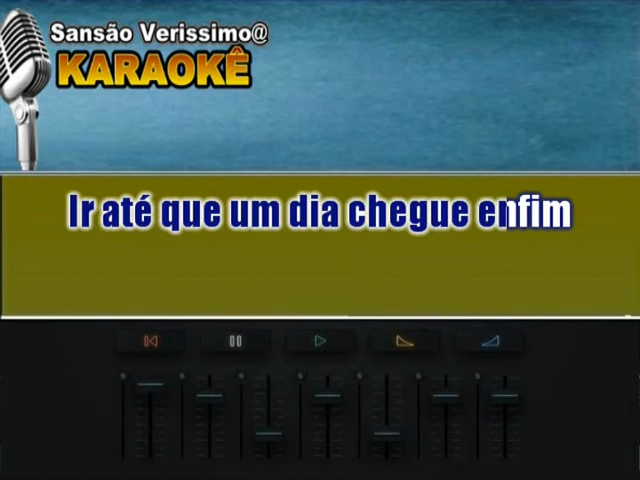 Sansão Verissimo@
KARAOKÊ
Ir até que um dia chegue enfim